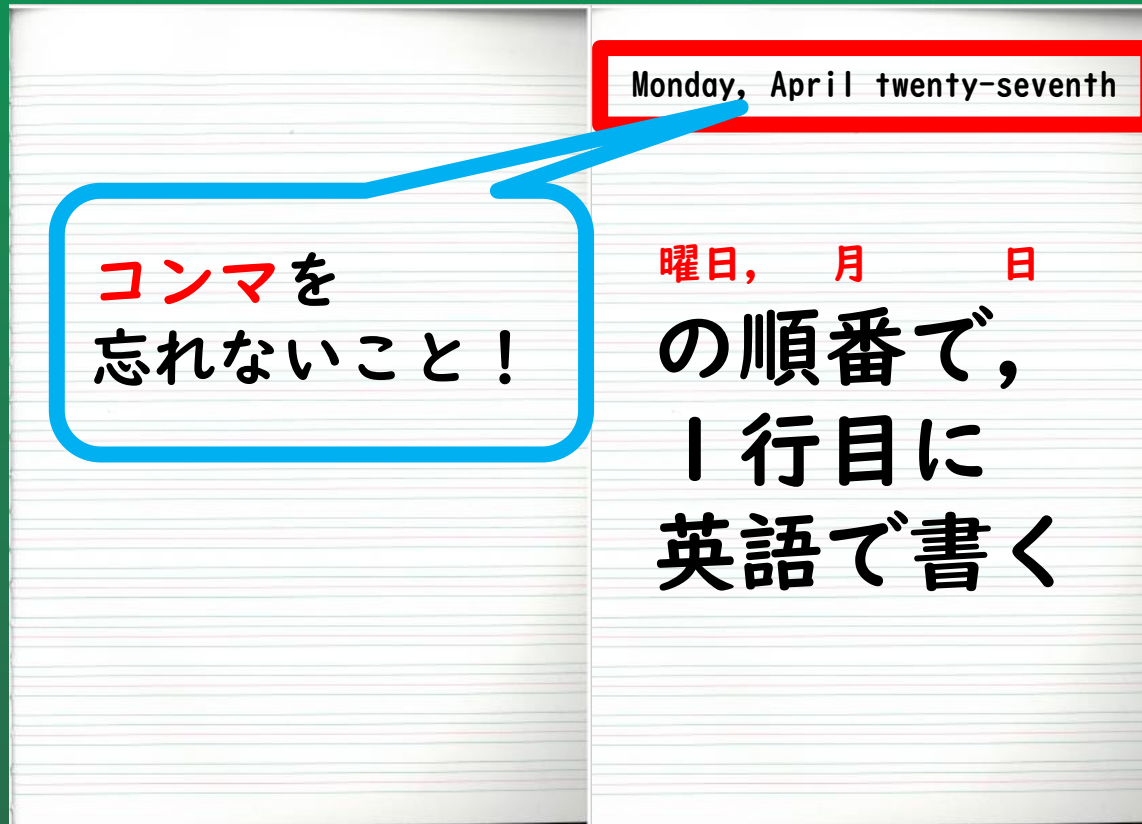 Monday, April twenty-seventh
コンマを
忘れないこと！
曜日，　月　　　日
の順番で，
１行目に
英語で書く